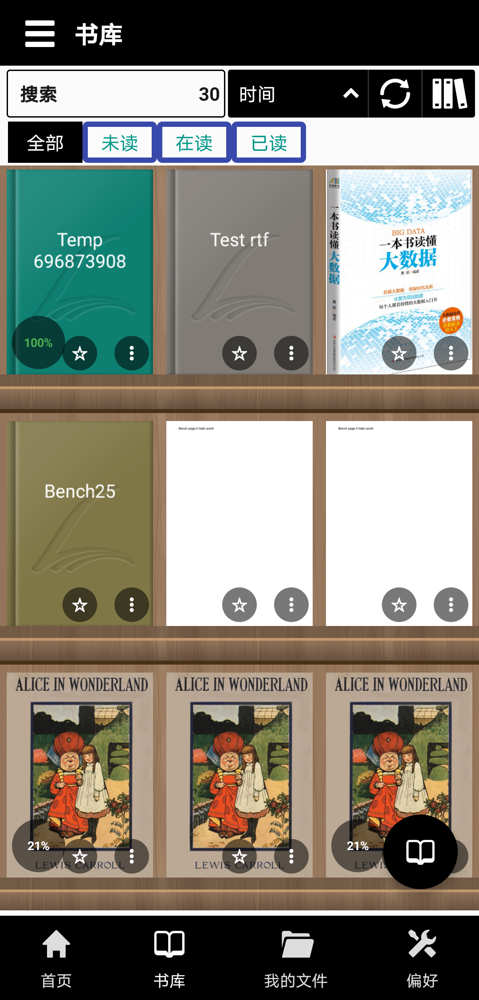 书库
搜索 30
时间
全部
未读
在读
已读
Temp
696873908
100%
Test rtf
一本书读懂
大数据
黄颖 编著
BIG DATA
一本书读懂
大数据
黄颖 编著
看懂大数据 掌握时代先机
化繁为简说数据
每个人都看得懂的大数据入门书
大数据时代
必备宝典
得数据者
得天下
Bench25
Bench page 0 hello world
Bench page 0 hello world
ALICE IN WONDERLAND
21%
LEWIS CARROLL
ALICE IN WONDERLAND
LEWIS CARROLL
ALICE IN WONDERLAND
21%
LEWIS
首页
书库
我的文件
偏好